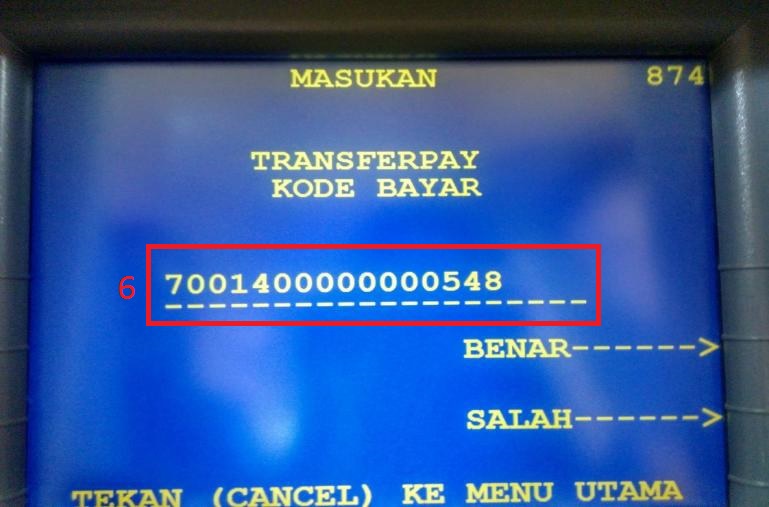 MASUKAN 874
TRANSFERPAY
KODE BAYAR
6 7001400000000548
BENAR------>
SALAH------>
TEKAN (CANCEL) KE MENU UTAMA